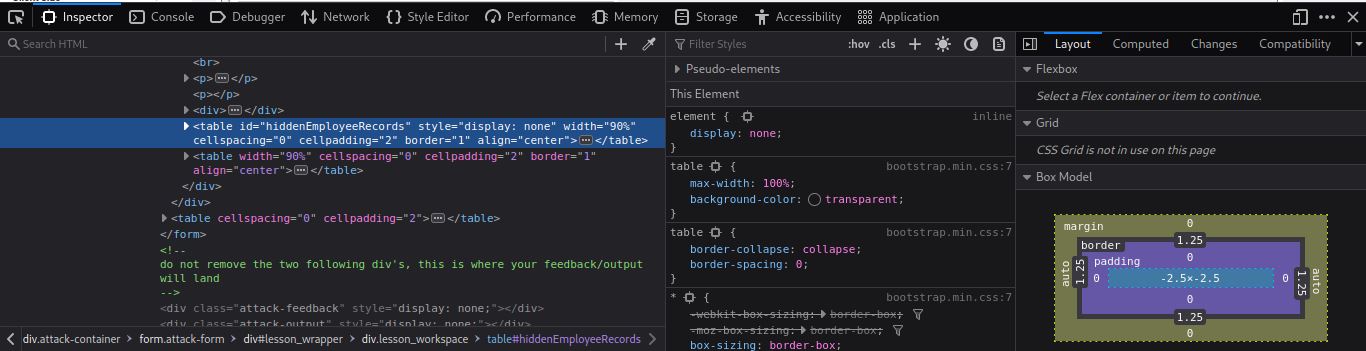 Inspector Console Debugger Network Style Editor Performance Memory Storage Accessibility Application
Search HTML
<br>
<p></p>
<p></p>
<div></div>
<table id="hiddenEmployeeRecords" style="display: none" width="90%"
cellspacing="0" cellpadding="2" border="1" align="center"></table>
<table width="90%" cellspacing="0" cellpadding="2" border="1"
align="center"></table>
</div>
</div>
<table cellspacing="0" cellpadding="2"></table>
</form>
<!--
do not remove the two following div's, this is where your feedback/output
will land
-->
<div class="attack-feedback" style="display: none;"></div>
<div class="attack-output" style="display: none;"></div>
div.attack-container form.attack-form div#lesson_wrapper div.lesson_workspace table#hiddenEmployeeRecords
Filter Styles :hov .cls
Pseudo-elements
This Element
element { inline
display: none;
}
table { bootstrap.min.css:7
max-width: 100%;
background-color: transparent;
}
table { bootstrap.min.css:7
border-collapse: collapse;
border-spacing: 0;
}
* { bootstrap.min.css:7
-webkit-box-sizing: border-box;
-moz-box-sizing: border-box;
box-sizing: border-box;
Layout Computed Changes Compatibility
Flexbox
Select a Flex container or item to continue.
Grid
CSS Grid is not in use on this page
Box Model
margin 0
border 1.25
padding 0
auto 1.25 0 -2.5×-2.5 0 1.25 auto
0
1.25
0